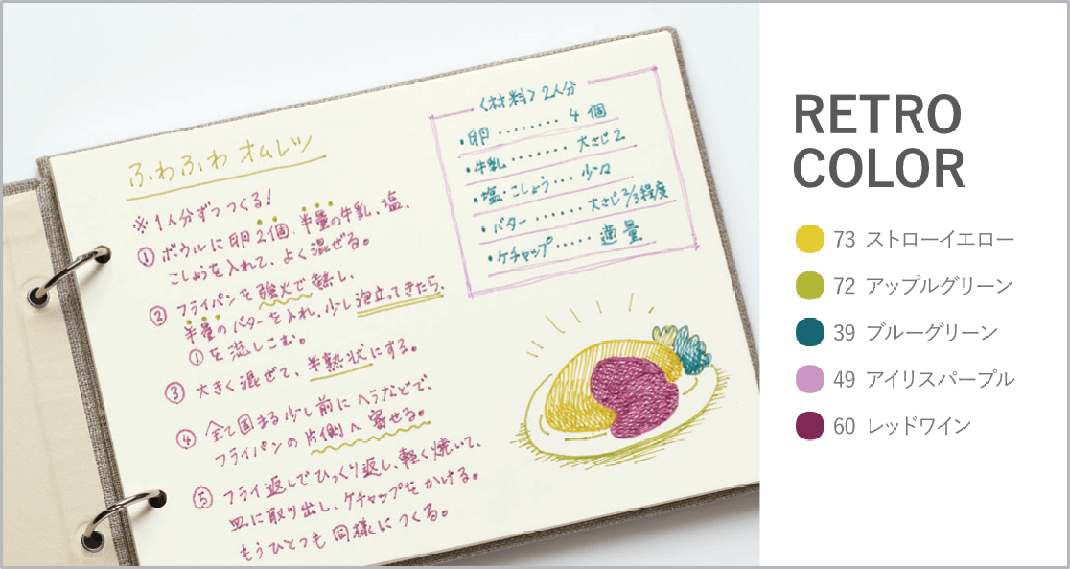 ふわふわ オムレツ
※1人分ずつつくる!
① ボウルに卵2個、半量の牛乳、塩、
こしょうを入れて、よく混ぜる。
② フライパンを強火で熱し、
半量のバターを入れ、少し泡立ってきたら、
①を流しこむ。
③ 大きく混ぜて、半熟状にする。
④ 全て固まる少し前にヘラなどで、
フライパンの片側へ寄せる。
⑤ フライ返しでひっくり返し、軽く焼いて、
皿に取り出し、ケチャップをかける。
もうひとつも同様につくる。
〈材料〉2人分
・卵 ········ 4個
・牛乳 ······· 大さじ2
・塩・こしょう ··· 少々
・バター ······ 大さじ2/3程度
・ケチャップ ····· 適量
RETRO
COLOR
73 ストローイエロー
72 アップルグリーン
39 ブルーグリーン
49 アイリスパープル
60 レッドワイン